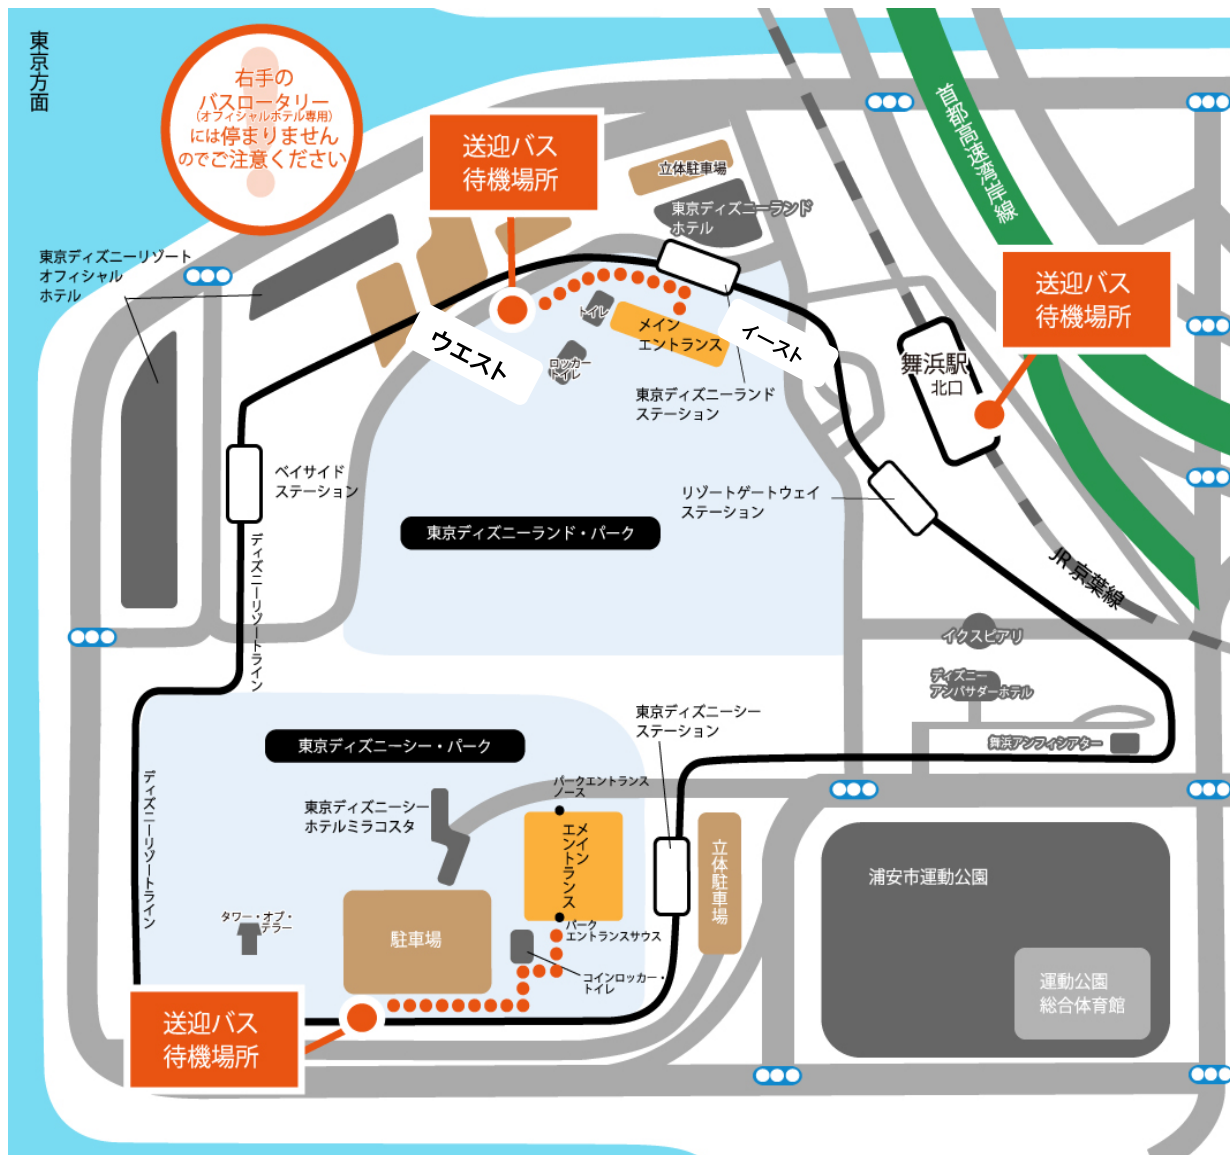 東京方面
右手の
バスロータリー
(オフィシャルホテル専用)
には停まりません
のでご注意ください
送迎バス
待機場所
立体駐車場
東京ディズニーランド
ホテル
首都高速湾岸線
東京ディズニーリゾート
オフィシャル
ホテル
送迎バス
待機場所
トイレ
メイン
エントランス
イースト
ウエスト
ロッカー
トイレ
舞浜駅
北口
東京ディズニーランド
ステーション
ベイサイド
ステーション
リゾートゲートウェイ
ステーション
東京ディズニーランド・パーク
ディズニーリゾートライン
JR 京葉線
イクスピアリ
ディズニー
アンバサダーホテル
東京ディズニーシー
ステーション
舞浜アンフィシアター
東京ディズニーシー・パーク
ディズニーリゾートライン
パークエントランス
ノース
東京ディズニーシー
ホテルミラコスタ
メイン
エントランス
立体駐車場
浦安市運動公園
タワー・オブ・
テラー
駐車場
パーク
エントランスサウス
コインロッカー・
トイレ
運動公園
総合体育館
送迎バス
待機場所